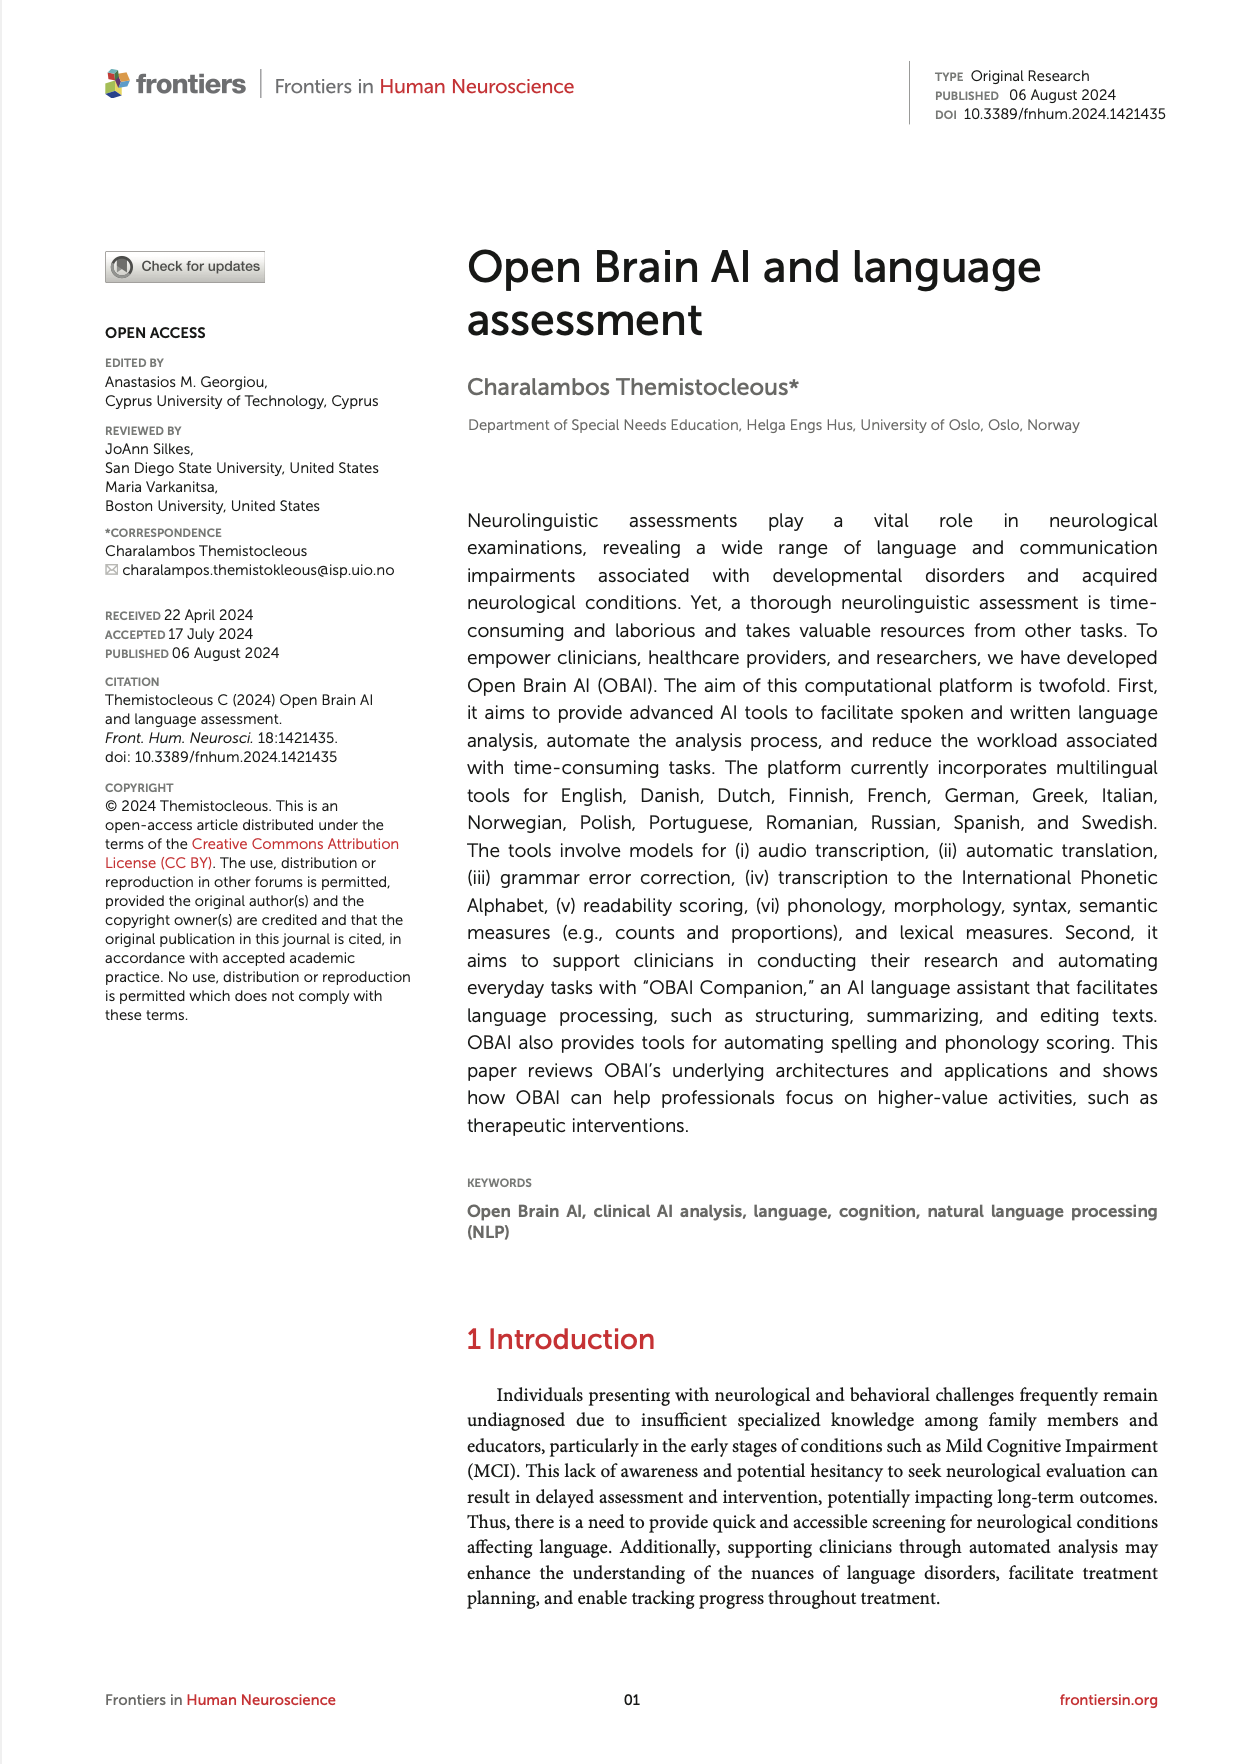 frontiers
Frontiers in Human Neuroscience
TYPE Original Research
PUBLISHED 06 August 2024
DOI 10.3389/fnhum.2024.1421435
Check for updates
OPEN ACCESS
EDITED BY
Anastasios M. Georgiou,
Cyprus University of Technology, Cyprus
REVIEWED BY
JoAnn Silkes,
San Diego State University, United States
Maria Varkanitsa,
Boston University, United States
*CORRESPONDENCE
Charalambos Themistocleous
charalampos.themistokleous@isp.uio.no
RECEIVED 22 April 2024
ACCEPTED 17 July 2024
PUBLISHED 06 August 2024
CITATION
Themistocleous C (2024) Open Brain AI
and language assessment.
Front. Hum. Neurosci. 18:1421435.
doi: 10.3389/fnhum.2024.1421435
COPYRIGHT
© 2024 Themistocleous. This is an
open-access article distributed under the
terms of the Creative Commons Attribution
License (CC BY). The use, distribution or
reproduction in other forums is permitted,
provided the original author(s) and the
copyright owner(s) are credited and that the
original publication in this journal is cited, in
accordance with accepted academic
practice. No use, distribution or reproduction
is permitted which does not comply with
these terms.
Open Brain AI and language
assessment
Charalambos Themistocleous*
Department of Special Needs Education, Helga Engs Hus, University of Oslo, Oslo, Norway
Neurolinguistic assessments play a vital role in neurological
examinations, revealing a wide range of language and communication
impairments associated with developmental disorders and acquired
neurological conditions. Yet, a thorough neurolinguistic assessment is time-
consuming and laborious and takes valuable resources from other tasks. To
empower clinicians, healthcare providers, and researchers, we have developed
Open Brain AI (OBAI). The aim of this computational platform is twofold. First,
it aims to provide advanced AI tools to facilitate spoken and written language
analysis, automate the analysis process, and reduce the workload associated
with time-consuming tasks. The platform currently incorporates multilingual
tools for English, Danish, Dutch, Finnish, French, German, Greek, Italian,
Norwegian, Polish, Portuguese, Romanian, Russian, Spanish, and Swedish.
The tools involve models for (i) audio transcription, (ii) automatic translation,
(iii) grammar error correction, (iv) transcription to the International Phonetic
Alphabet, (v) readability scoring, (vi) phonology, morphology, syntax, semantic
measures (e.g., counts and proportions), and lexical measures. Second, it
aims to support clinicians in conducting their research and automating
everyday tasks with “OBAI Companion,” an AI language assistant that facilitates
language processing, such as structuring, summarizing, and editing texts.
OBAI also provides tools for automating spelling and phonology scoring. This
paper reviews OBAI’s underlying architectures and applications and shows
how OBAI can help professionals focus on higher-value activities, such as
therapeutic interventions.
KEYWORDS
Open Brain AI, clinical AI analysis, language, cognition, natural language processing
(NLP)
1 Introduction
Individuals presenting with neurological and behavioral challenges frequently remain
undiagnosed due to insufficient specialized knowledge among family members and
educators, particularly in the early stages of conditions such as Mild Cognitive Impairment
(MCI). This lack of awareness and potential hesitancy to seek neurological evaluation can
result in delayed assessment and intervention, potentially impacting long-term outcomes.
Thus, there is a need to provide quick and accessible screening for neurological conditions
affecting language. Additionally, supporting clinicians through automated analysis may
enhance the understanding of the nuances of language disorders, facilitate treatment
planning, and enable tracking progress throughout treatment.
Frontiers in Human Neuroscience
01
frontiersin.org